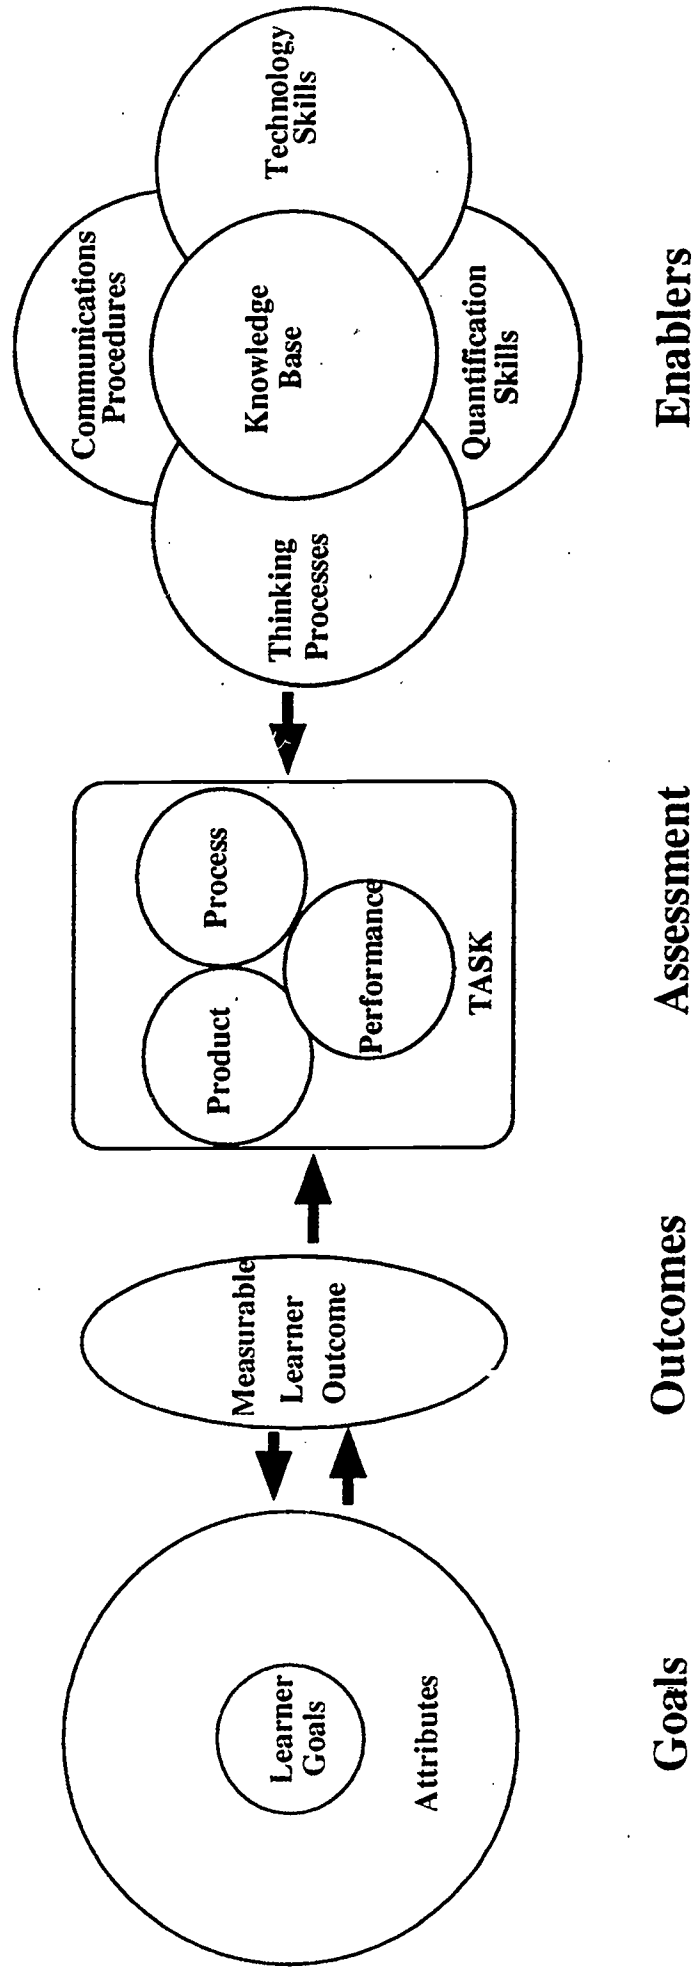 Learner
Goals
Attributes
Measurable
Learner
Outcome
Product
Process
Performance
TASK
Thinking
Processes
Communications
Procedures
Knowledge
Base
Quantification
Skills
Technology
Skills
Goals
Outcomes
Assessment
Enablers